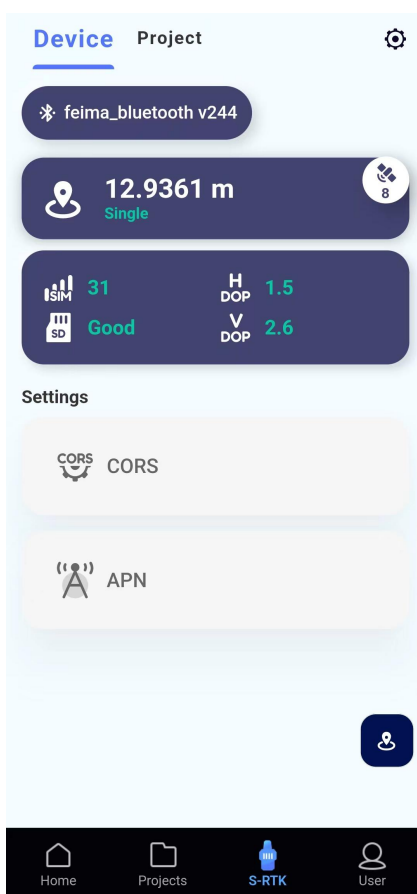 Device Project
feima_bluetooth v244
12.9361 m
Single
8
SIM 31
H DOP 1.5
SD Good
V DOP 2.6
Settings
CORS CORS
APN
Home Projects S-RTK User